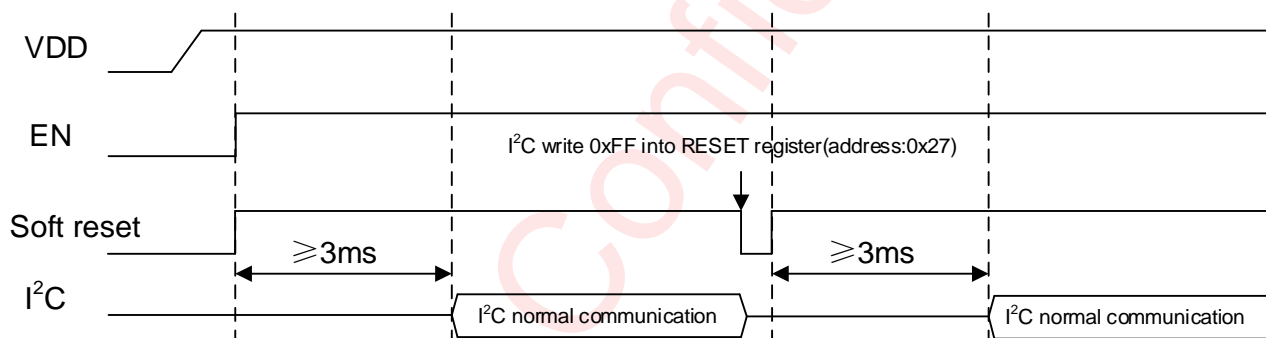 VDD
EN
I²C write 0xFF into RESET register(address:0x27)
Soft reset
≥3ms ≥3ms
I²C
I²C normal communication I²C normal communication